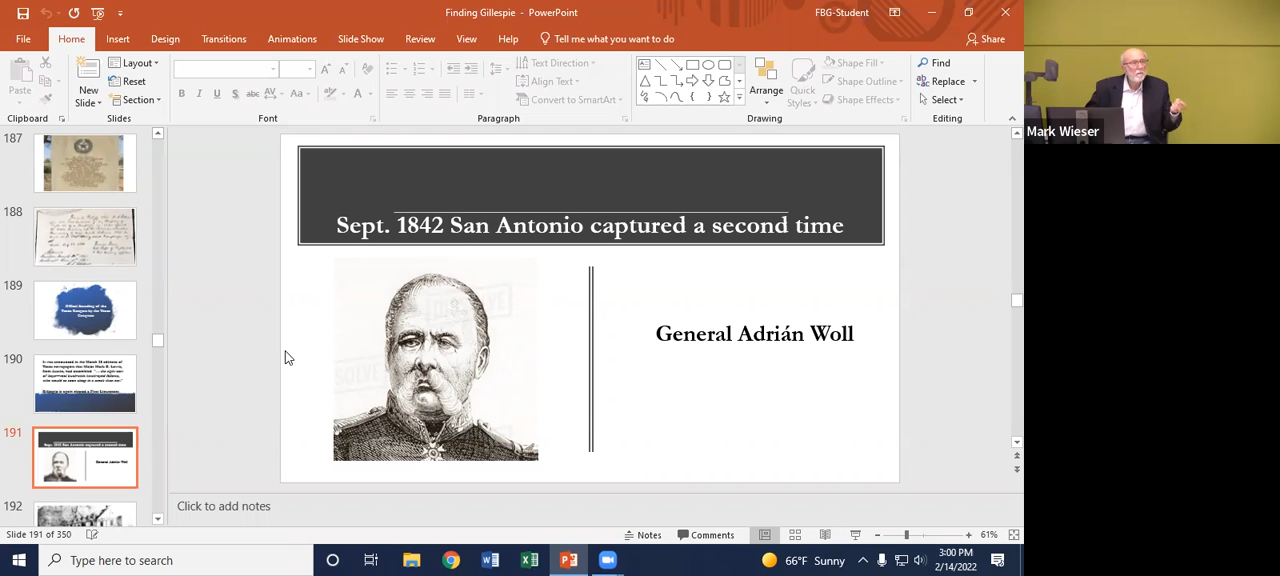 Finding Gillespie - PowerPoint
FBG-Student
File Home Insert Design Transitions Animations Slide Show Review View Help Tell me what you want to do Share
Paste
New
Slide
Layout
Reset
Section
Text Direction
Align Text
Convert to SmartArt
Arrange
Quick
Styles
Shape Fill
Shape Outline
Shape Effects
Find
Replace
Select
Clipboard Slides Font Paragraph Drawing Editing
187
188
189
190
191
192
Sept. 1842 San Antonio captured a second time
General Adrián Woll
Mark Wieser
Click to add notes
Slide 191 of 350
Notes Comments 61%
Type here to search
66°F Sunny
3:00 PM
2/14/2022